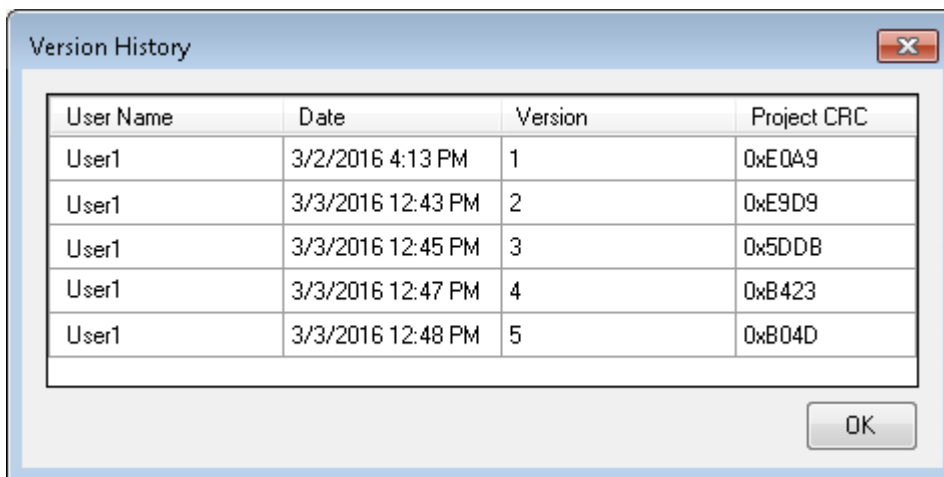 Version History
User Name Date Version Project CRC
User1 3/2/2016 4:13 PM 1 0xE0A9
User1 3/3/2016 12:43 PM 2 0xE9D9
User1 3/3/2016 12:45 PM 3 0x5DDB
User1 3/3/2016 12:47 PM 4 0xB423
User1 3/3/2016 12:48 PM 5 0xB04D
OK